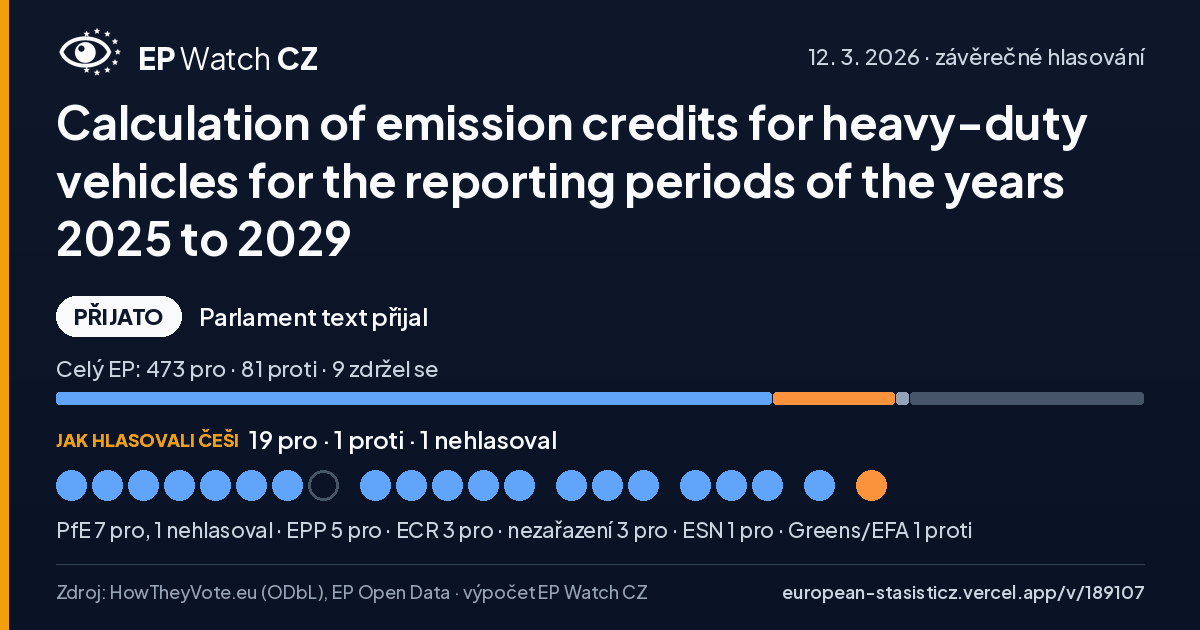 EP Watch CZ
12. 3. 2026 · závěrečné hlasování
Calculation of emission credits for heavy-duty
vehicles for the reporting periods of the years
2025 to 2029
PŘIJATO Parlament text přijal
Celý EP: 473 pro · 81 proti · 9 zdržel se
JAK HLASOVALI ČEŠI 19 pro · 1 proti · 1 nehlasoval
PfE 7 pro, 1 nehlasoval · EPP 5 pro · ECR 3 pro · nezařazení 3 pro · ESN 1 pro · Greens/EFA 1 proti
Zdroj: HowTheyVote.eu (ODbL), EP Open Data · výpočet EP Watch CZ
european-stasisticz.vercel.app/v/189107